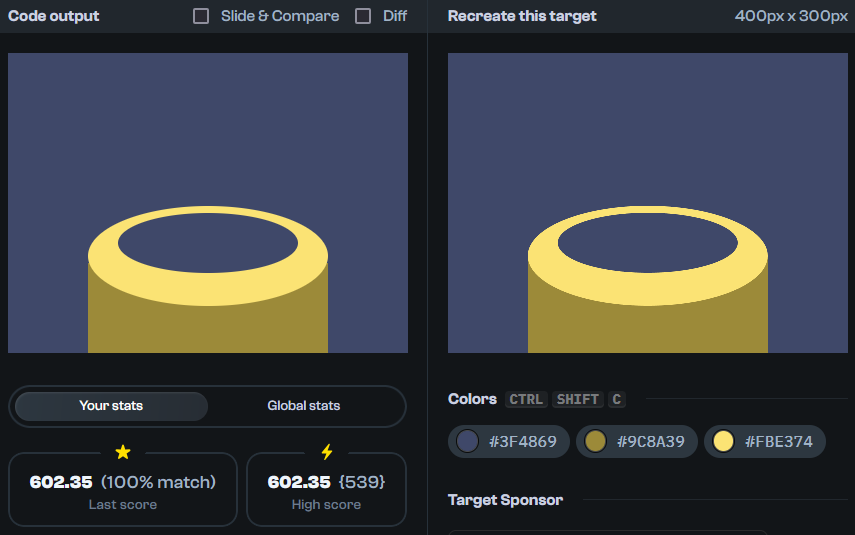 Code output
Slide & Compare
Diff
Recreate this target
400px x 300px
Your stats
Global stats
602.35 (100% match)
Last score
602.35 {539}
High score
Colors CTRL SHIFT C
#3F4869
#9C8A39
#FBE374
Target Sponsor